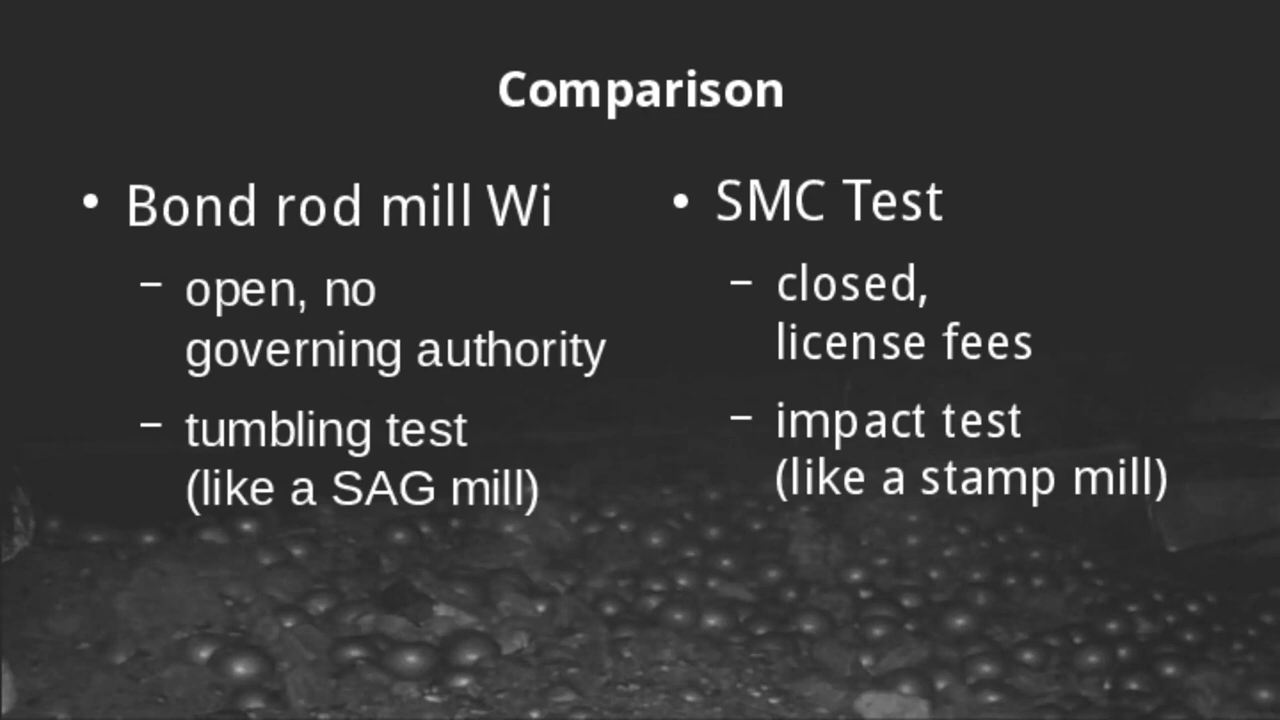 Comparison
• Bond rod mill Wi
– open, no
governing authority
– tumbling test
(like a SAG mill)
• SMC Test
– closed,
license fees
– impact test
(like a stamp mill)